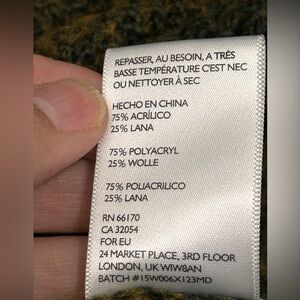 REPASSER, AU BESOIN, A TRÈS
BASSE TEMPÉRATURE C'EST NEC
OU NETTOYER À SEC
HECHO EN CHINA
75% ACRÍLICO
25% LANA
75% POLYACRYL
25% WOLLE
75% POLIACRILICO
25% LANA
RN 66170
CA 32054
FOR EU
24 MARKET PLACE, 3RD FLOOR
LONDON, UK W1W8AN
BATCH #15W006X123MD